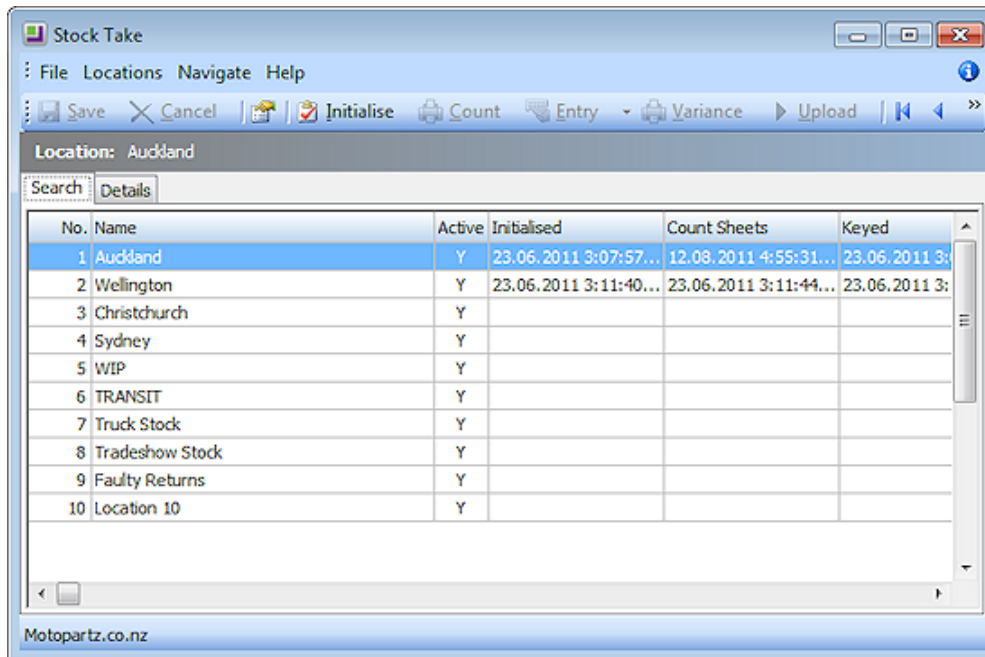 Stock Take
File Locations Navigate Help
Save Cancel Initialise Count Entry Variance Upload »
Location: Auckland
Search Details
No. Name Active Initialised Count Sheets Keyed
1 Auckland Y 23.06.2011 3:07:57... 12.08.2011 4:55:31... 23.06.2011 3:0
2 Wellington Y 23.06.2011 3:11:40... 23.06.2011 3:11:44... 23.06.2011 3:
3 Christchurch Y
4 Sydney Y
5 WIP Y
6 TRANSIT Y
7 Truck Stock Y
8 Tradeshow Stock Y
9 Faulty Returns Y
10 Location 10 Y
Motopartz.co.nz